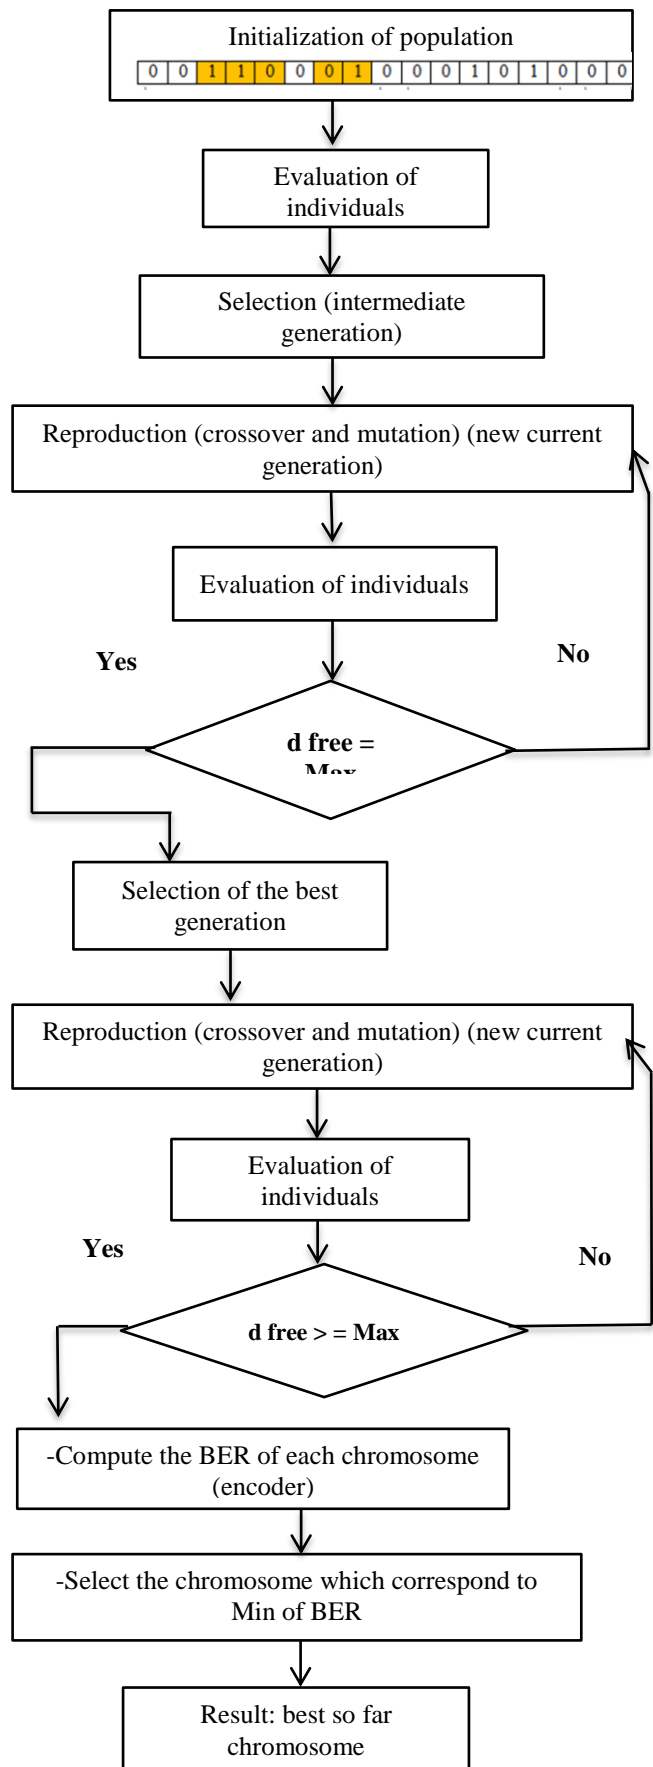 Initialization of population
0 0 1 1 0 0 0 1 0 0 0 1 0 1 0 0 0
Evaluation of
individuals
Selection (intermediate
generation)
Reproduction (crossover and mutation) (new current
generation)
Evaluation of individuals
Yes
No
d free =
Max
Selection of the best
generation
Reproduction (crossover and mutation) (new current
generation)
Evaluation of
individuals
Yes
No
d free > = Max
-Compute the BER of each chromosome
(encoder)
-Select the chromosome which correspond to
Min of BER
Result: best so far
chromosome